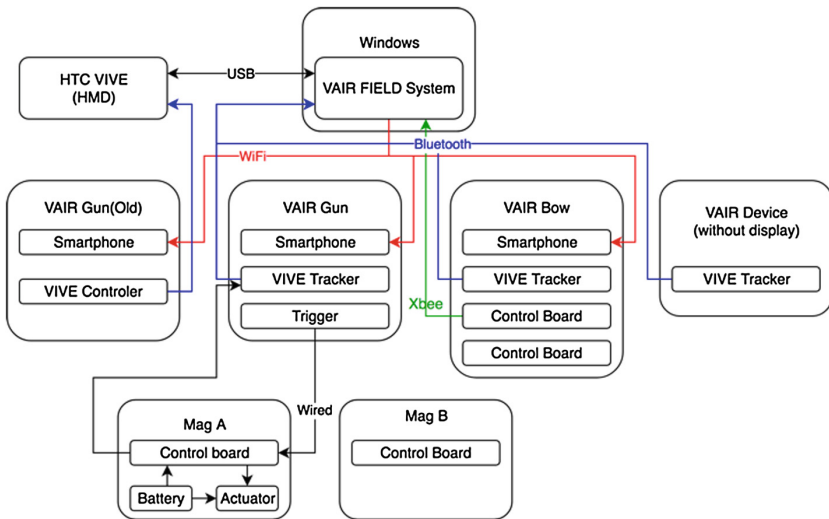 Windows
HTC VIVE
(HMD)
USB
VAIR FIELD System
Bluetooth
WiFi
VAIR Gun(Old)
Smartphone
VIVE Controler
VAIR Gun
Smartphone
VIVE Tracker
Trigger
VAIR Bow
Smartphone
VIVE Tracker
Xbee
Control Board
Control Board
VAIR Device
(without display)
VIVE Tracker
Wired
Mag A
Control board
Battery
Actuator
Mag B
Control Board